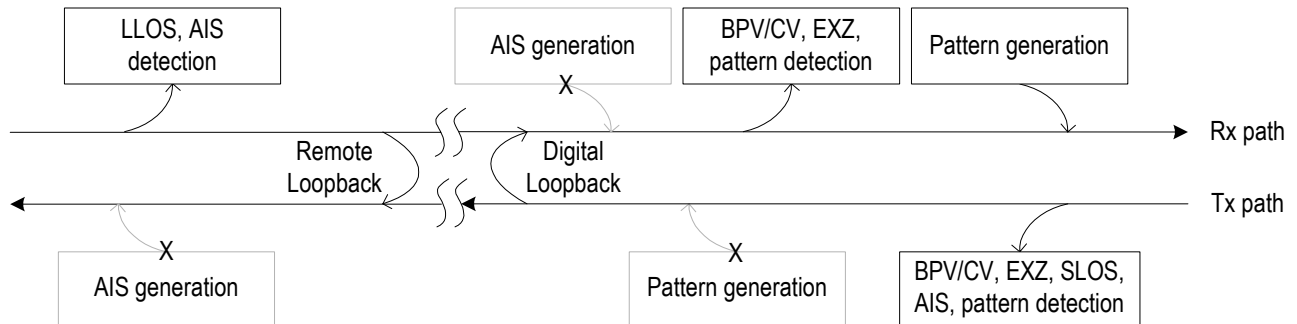 LLOS, AIS
detection
AIS generation
BPV/CV, EXZ,
pattern detection
Pattern generation
X
Rx path
Remote
Loopback
Digital
Loopback
Tx path
X
X
AIS generation
Pattern generation
BPV/CV, EXZ, SLOS,
AIS, pattern detection